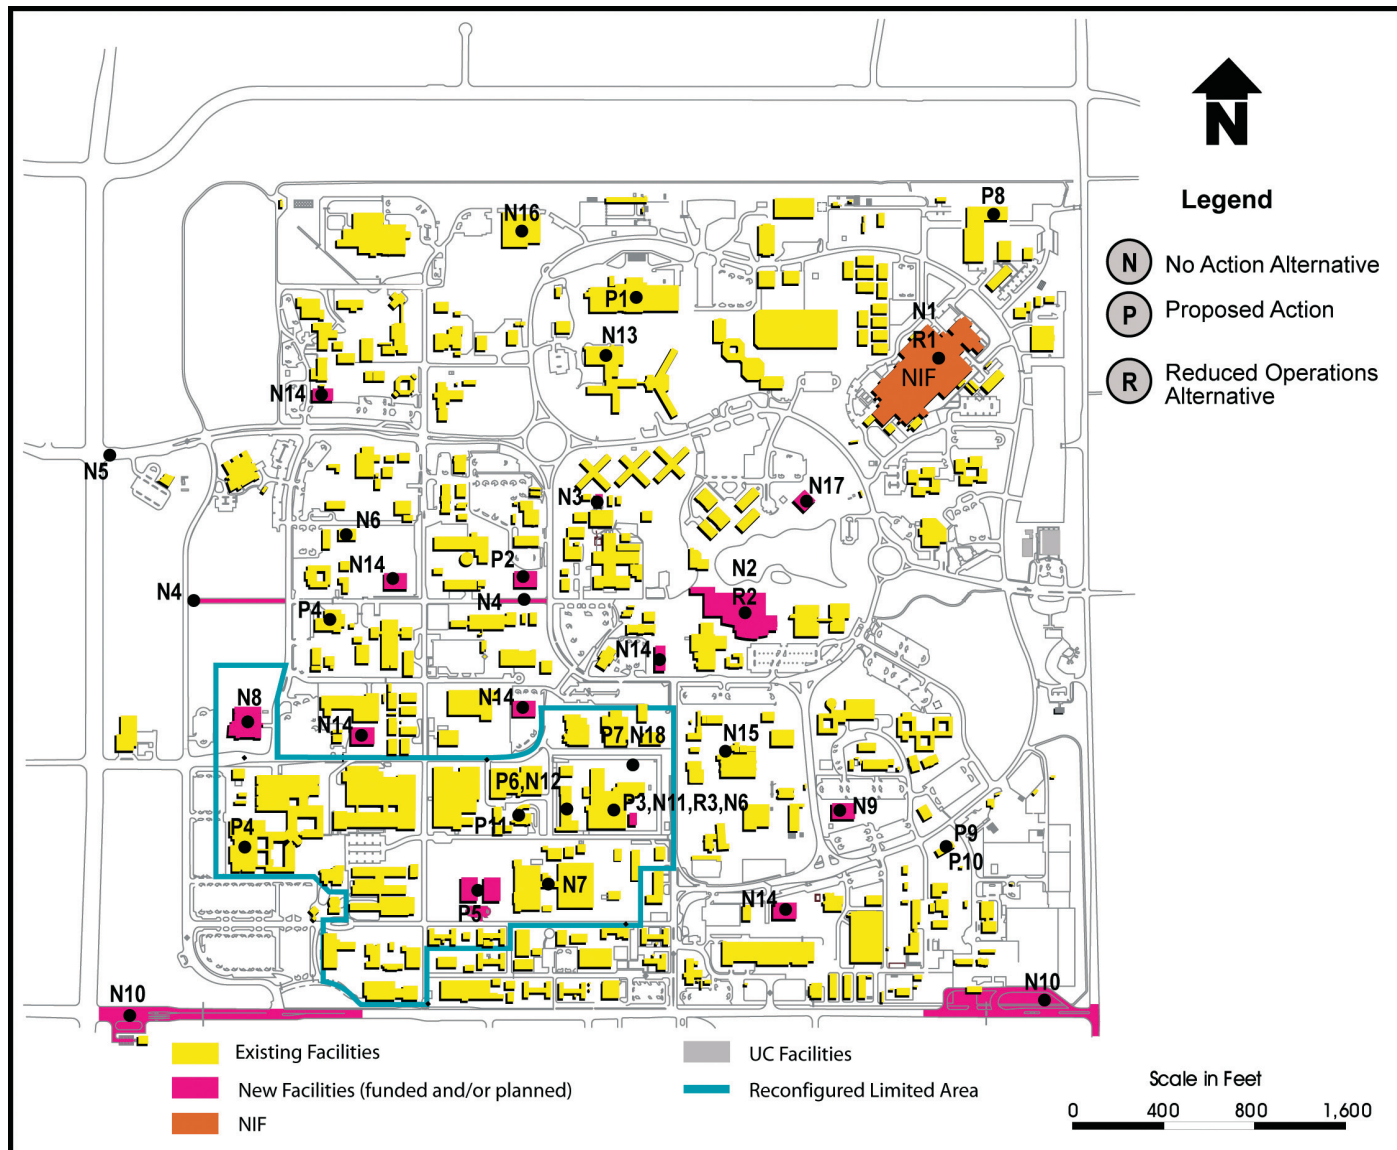 N
Legend
N No Action Alternative
P Proposed Action
R Reduced Operations
Alternative
P8
N16
P1
N1
N13
R1
NIF
N14
N5
N3
N17
N6
N14
P2
N2
N4
N4
R2
P4
N14
N8
N14
N14
P7, N18
N15
P6,N12
P3,N11,R3,N6
N9
P11
P4
P9
P10
N7
N14
P5
N10
N10
Existing Facilities
UC Facilities
New Facilities (funded and/or planned)
Reconfigured Limited Area
NIF
Scale in Feet
0 400 800 1,600